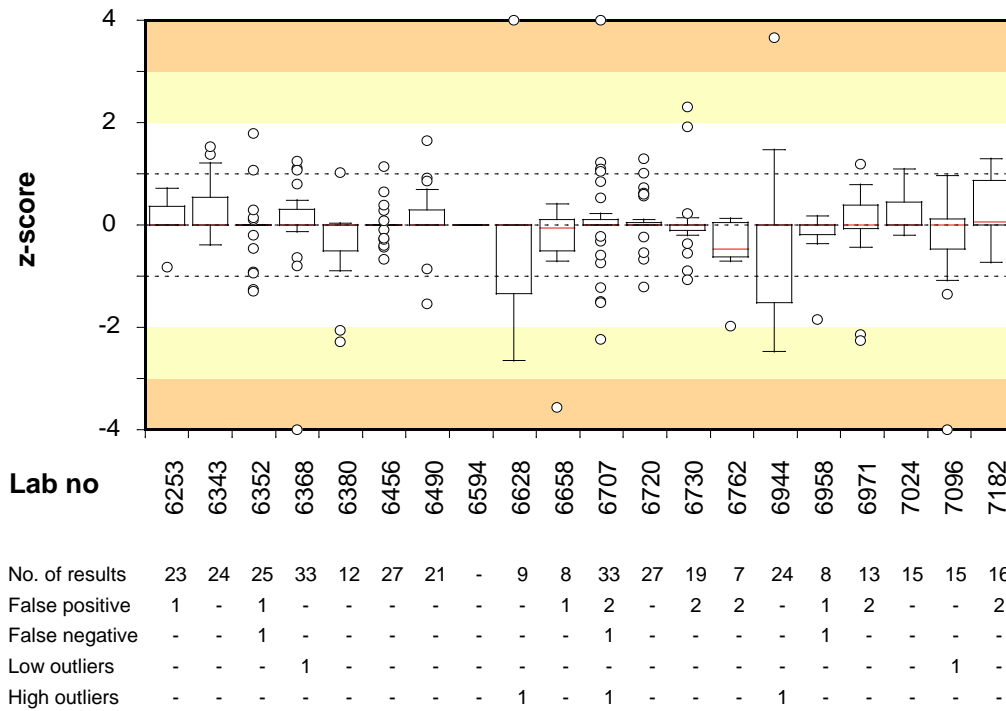 4
2
0
-2
-4
z-score
Lab no 6253 6343 6352 6368 6380 6456 6490 6594 6628 6658 6707 6720 6730 6762 6944 6958 6971 7024 7096 7182
No. of results 23 24 25 33 12 27 21 - 9 8 33 27 19 7 24 8 13 15 15 16
False positive 1 - 1 - - - - - - 1 2 - 2 2 - 1 2 - - 2
False negative - - 1 - - - - - - - 1 - - - - 1 - - - -
Low outliers - - - 1 - - - - - - - - - - - - - - 1 -
High outliers - - - - - - - - 1 - 1 - - - 1 - - - - -